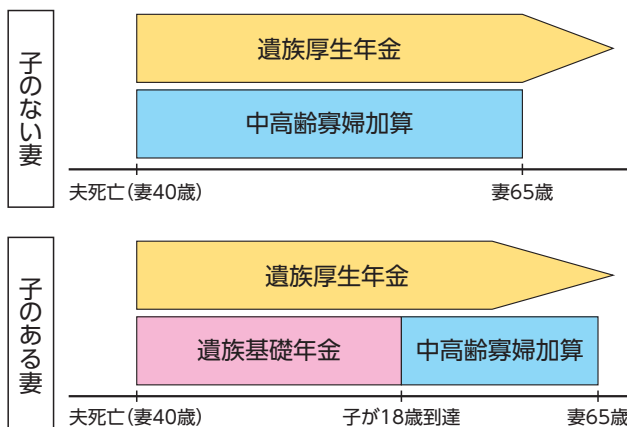 子のない妻
遺族厚生年金
中高齢寡婦加算
夫死亡(妻40歳)
妻65歳
子のある妻
遺族厚生年金
遺族基礎年金
中高齢寡婦加算
夫死亡(妻40歳)
子が18歳到達
妻65歳